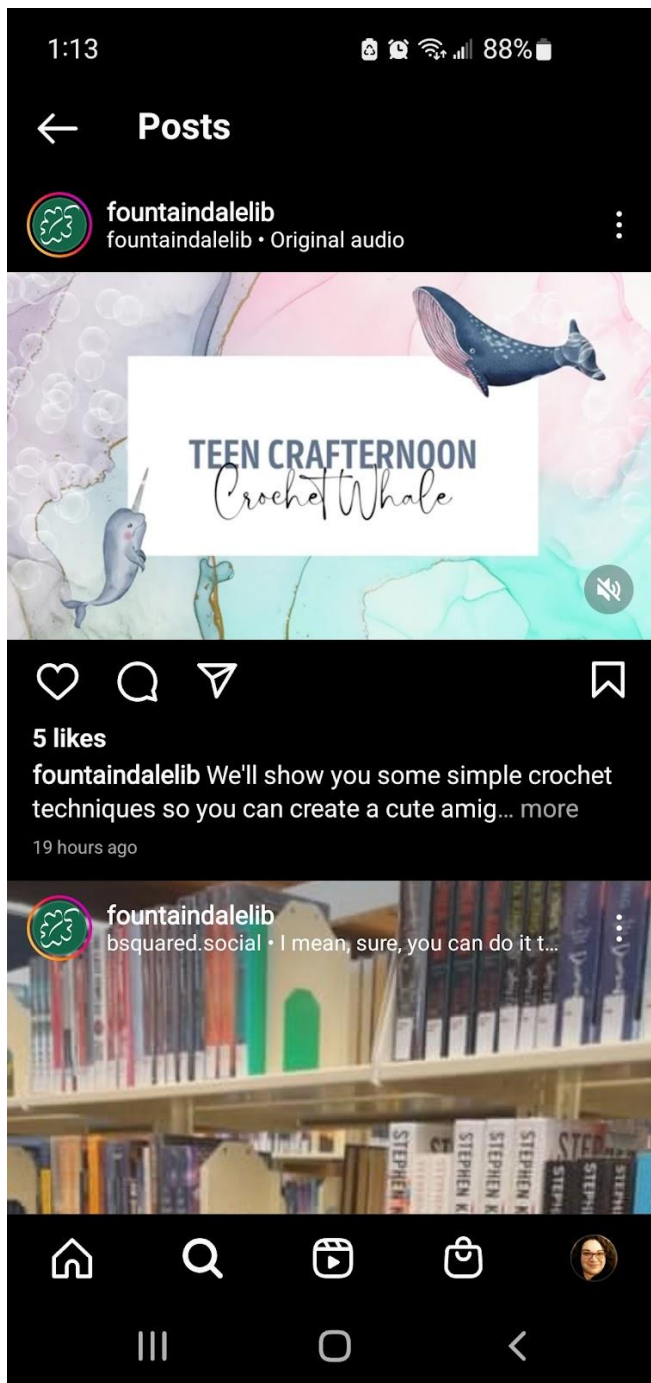 1:13
88%
Posts
fountaindalelib
fountaindalelib • Original audio
TEEN CRAFTERNOON
Crochet Whale
5 likes
fountaindalelib We'll show you some simple crochet
techniques so you can create a cute amig... more
19 hours ago
fountaindalelib
bsquared.social • I mean, sure, you can do it t...
STEPHEN
STEPHEN K
STEPHEN K
STEPHEN K